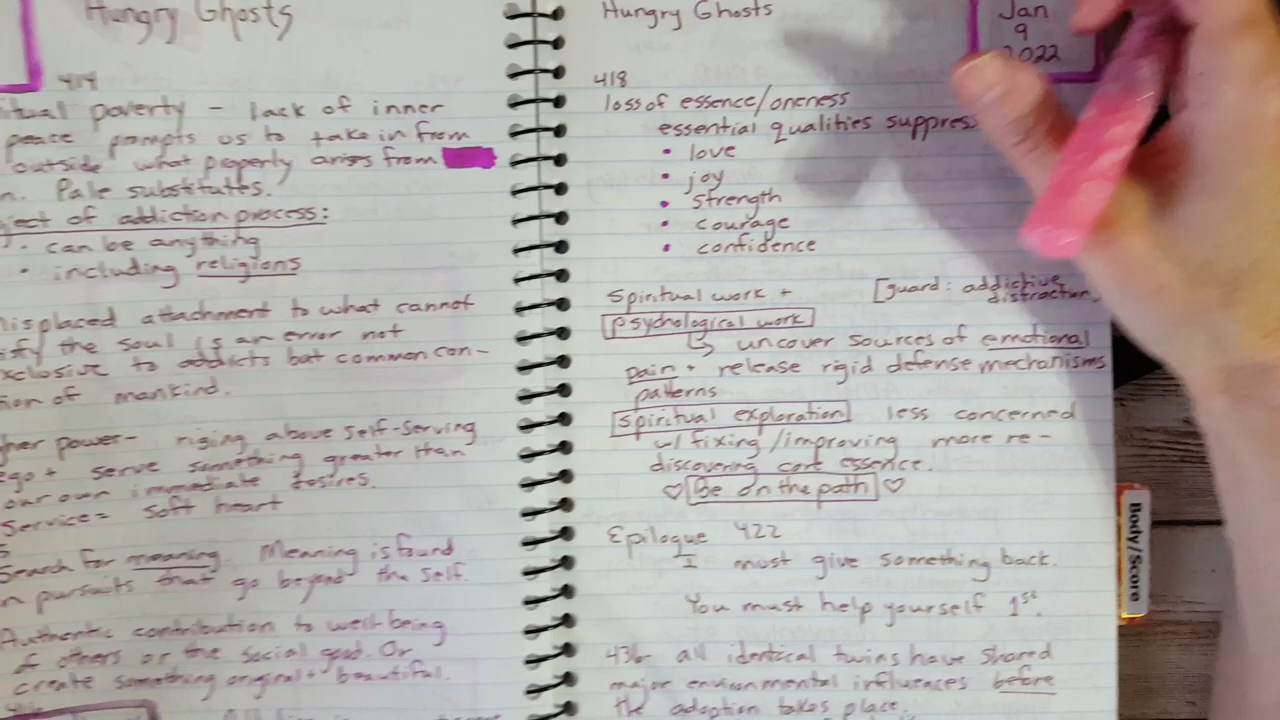 Hungry Ghosts
414
itual poverty - lack of inner
peace prompts us to take in from
outside what properly arises from
n. Pale substitutes.
ject of addiction process:
• can be anything
• including religions
isplaced attachment to what cannot
sfy the soul is an error not
xclusive to addicts but common con-
ion of mankind.
gher power- rising above self-serving
ego + serve something greater than
our own immediate desires.
Service = soft heart
Search for meaning. Meaning is found
n pursuits that go beyond the self.
Authentic contribution to well-being
f others or the social good. Or
create something original + beautiful.
Hungry Ghosts
Jan
9
2022
418
loss of essence/oneness
essential qualities suppress
• love
• joy
• strength
• courage
• confidence
Spiritual work +
[guard: addictive
distraction
psychological work
↳ uncover sources of emotional
pain + release rigid defense mechanisms
patterns
spiritual exploration less concerned
w/ fixing/improving more re-
discovering core essence.
♡ Be on the path ♡
Epilogue 422
I must give something back.
You must help yourself 1st.
436 all identical twins have shared
major environmental influences before
the adoption takes place.
Body/Score